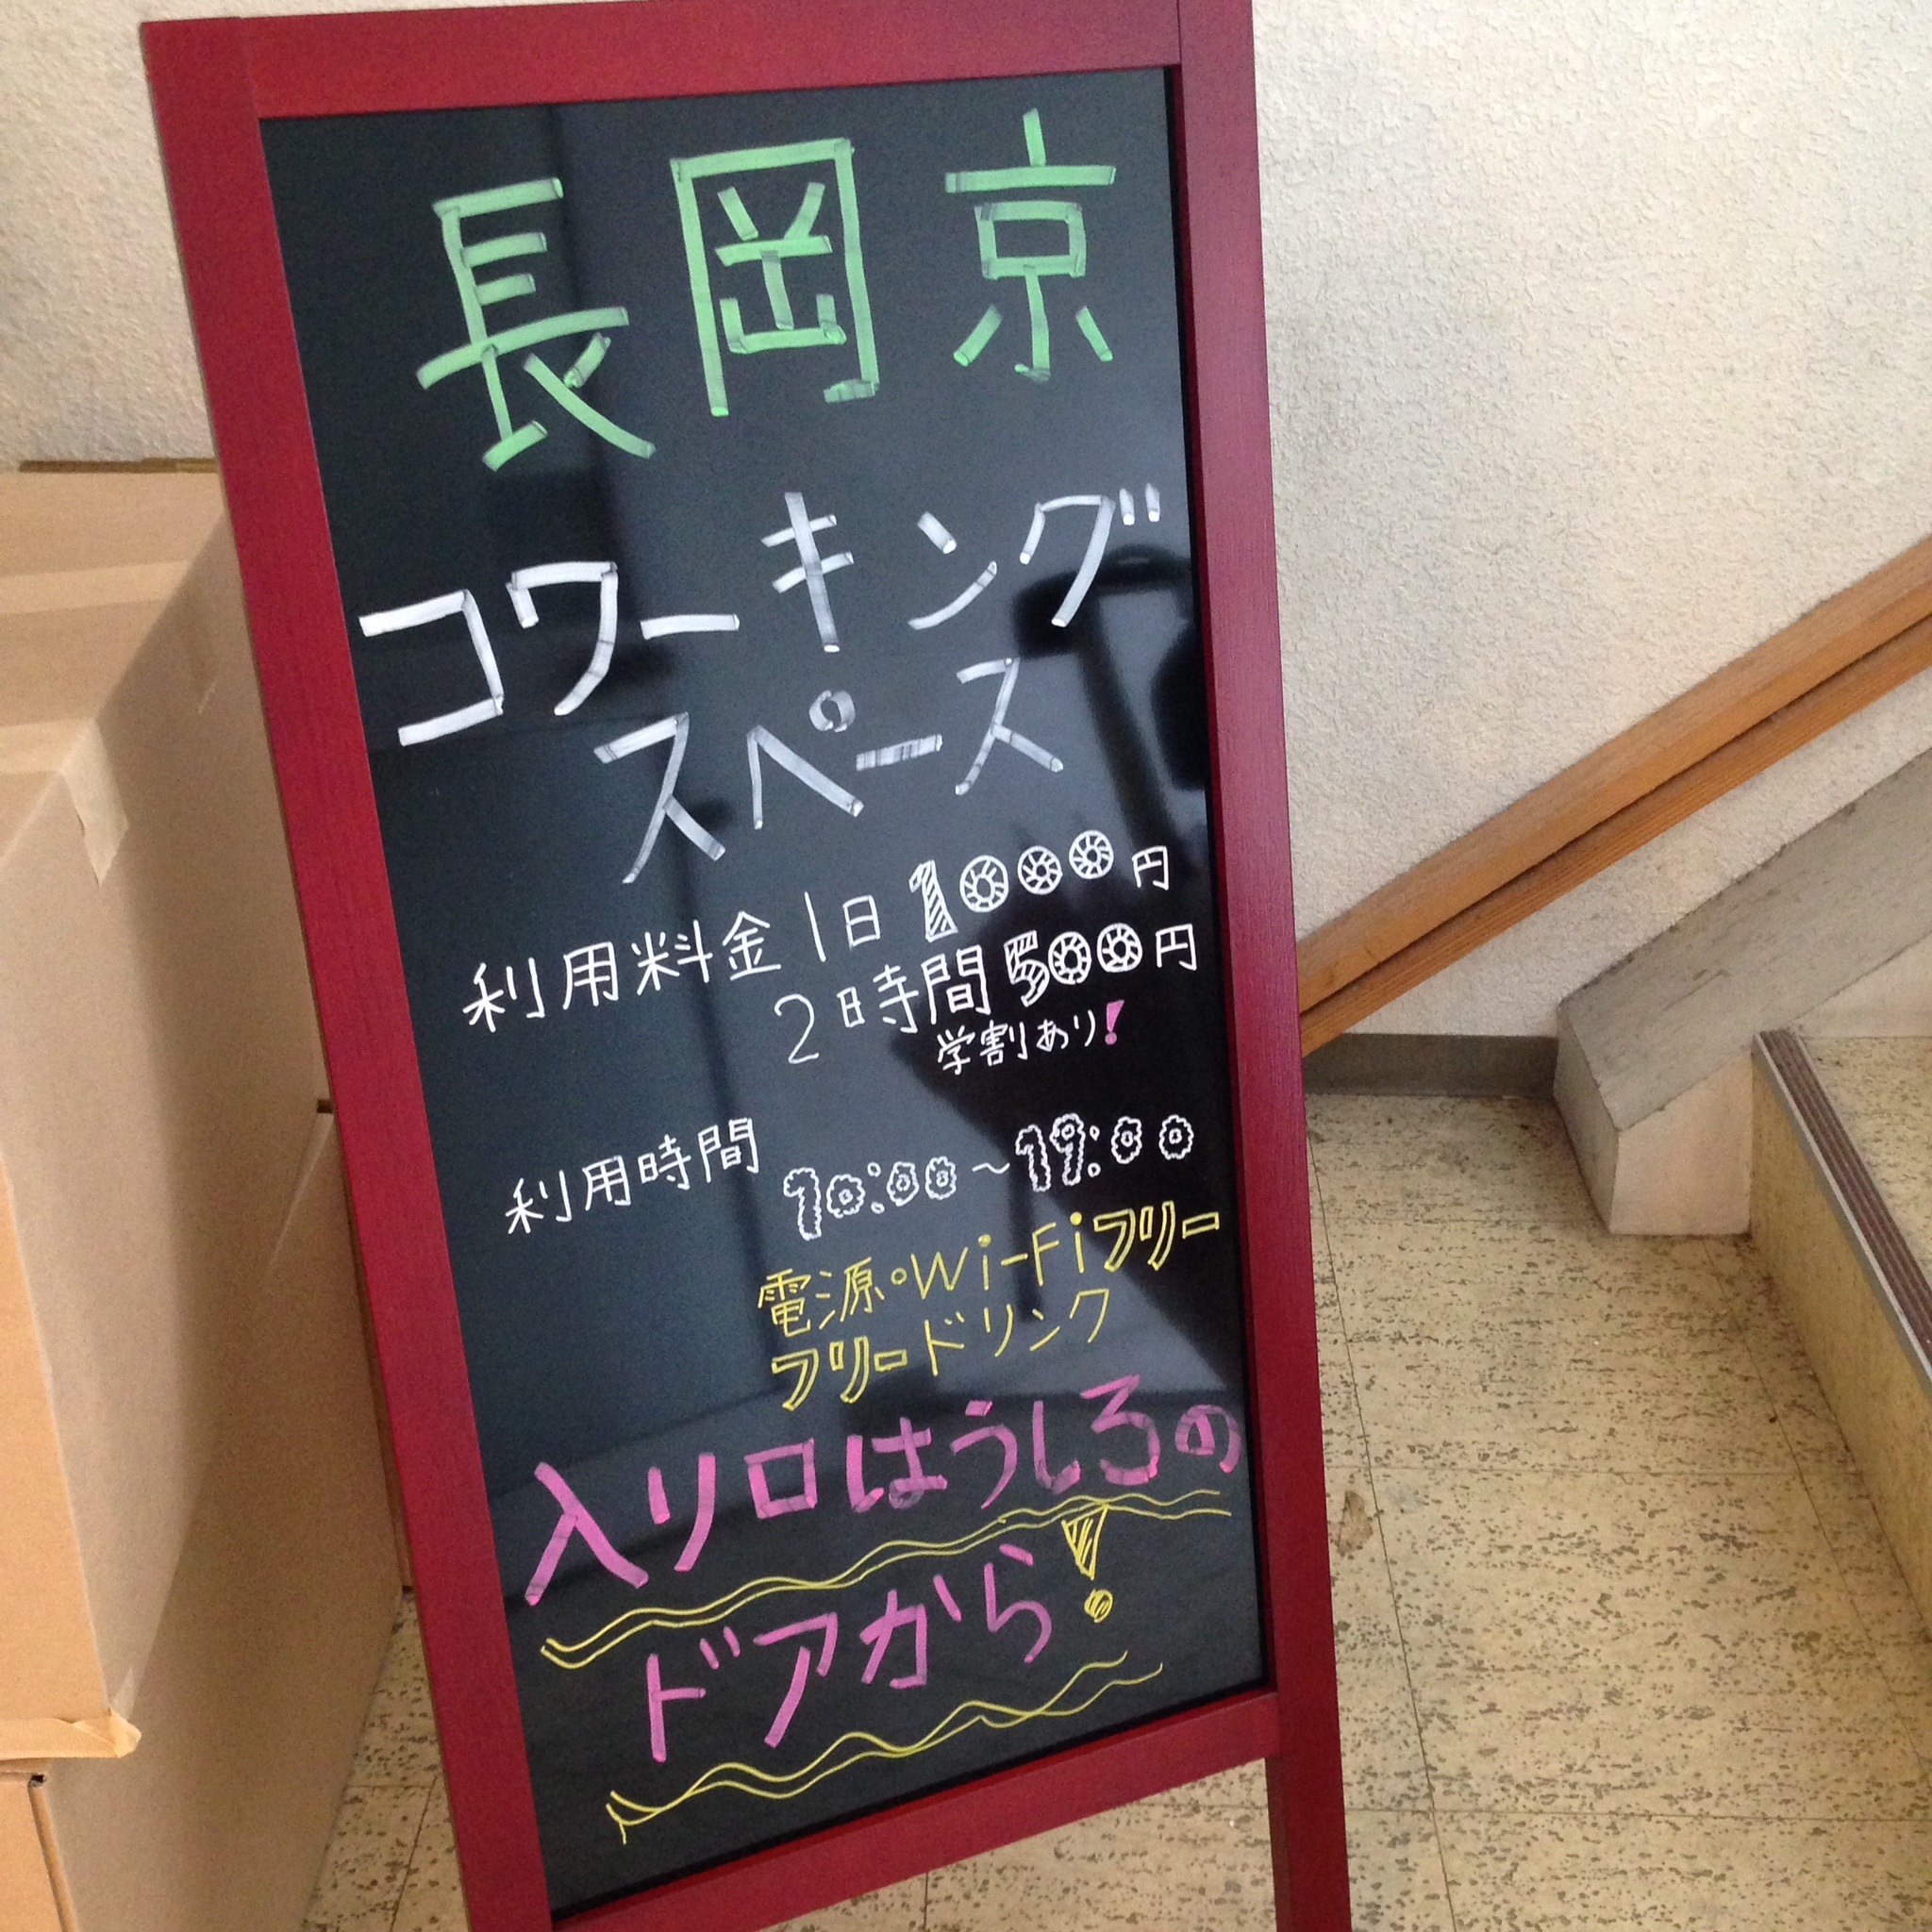 長岡京
コワーキング
スペース
利用料金 1日 1000円
2時間 500円
学割あり!
利用時間 10:00~19:00
電源・Wi-Fiフリー
フリードリンク
入り口はうしろの
ドアから!